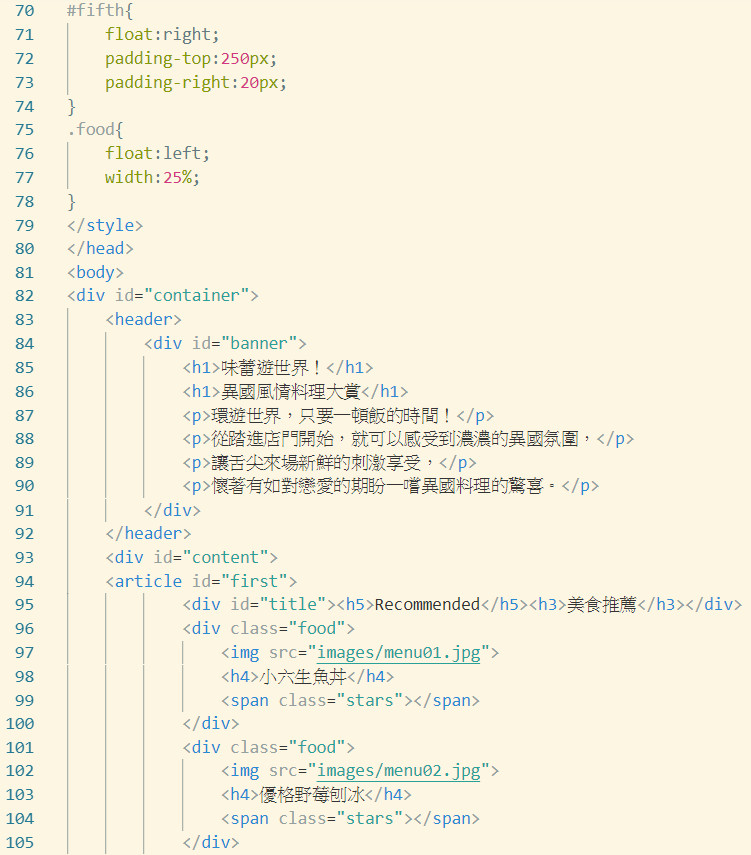 70 #fifth{
71     float:right;
72     padding-top:250px;
73     padding-right:20px;
74 }
75 .food{
76     float:left;
77     width:25%;
78 }
79 </style>
80 </head>
81 <body>
82 <div id="container">
83     <header>
84         <div id="banner">
85             <h1>味蕾遊世界！</h1>
86             <h1>異國風情料理大賞</h1>
87             <p>環遊世界，只要一頓飯的時間！</p>
88             <p>從踏進店門開始，就可以感受到濃濃的異國氛圍，</p>
89             <p>讓舌尖來場新鮮的刺激享受，</p>
90             <p>懷著有如對戀愛的期盼一嚐異國料理的驚喜。</p>
91         </div>
92     </header>
93     <div id="content">
94     <article id="first">
95             <div id="title"><h5>Recommended</h5><h3>美食推薦</h3></div>
96             <div class="food">
97                 <img src="images/menu01.jpg">
98                 <h4>小六生魚丼</h4>
99                 <span class="stars"></span>
100             </div>
101             <div class="food">
102                 <img src="images/menu02.jpg">
103                 <h4>優格野莓刨冰</h4>
104                 <span class="stars"></span>
105             </div>